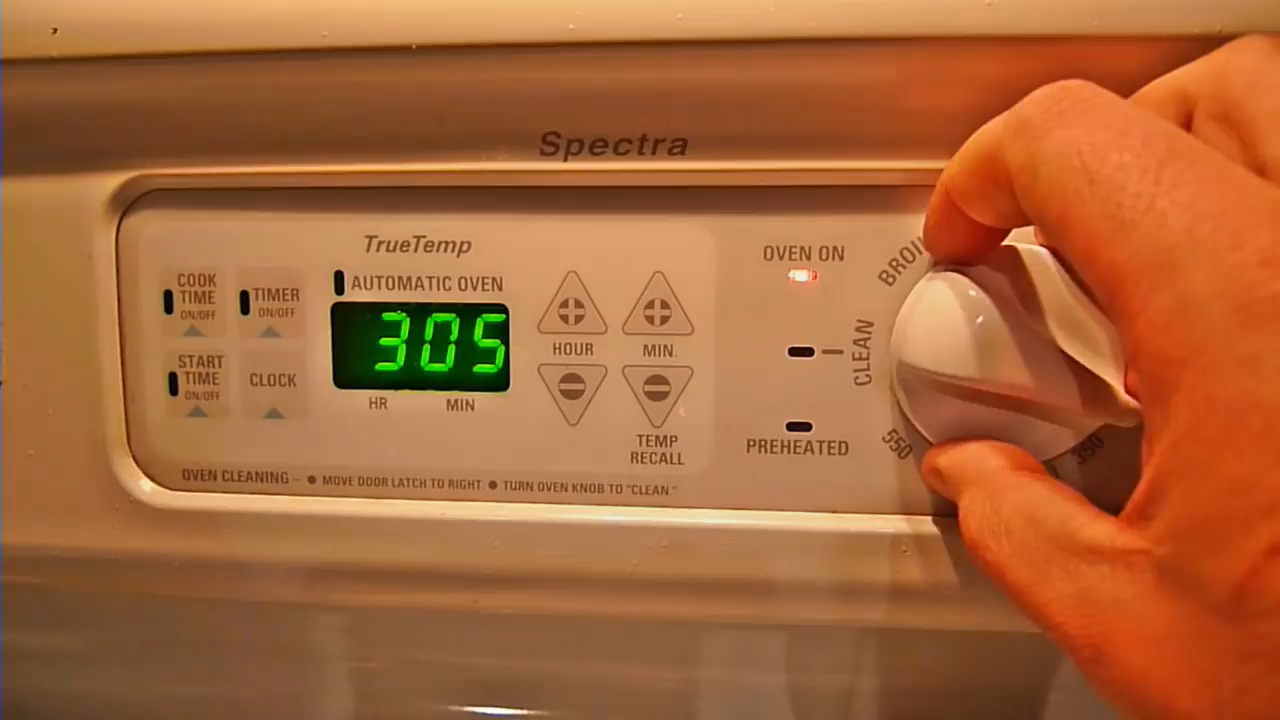 Spectra
TrueTemp
COOK
TIME
ON/OFF
TIMER
ON/OFF
AUTOMATIC OVEN
305
HR MIN
START
TIME
ON/OFF
CLOCK
HOUR
MIN.
TEMP
RECALL
OVEN ON
PREHEATED
CLEAN
550
350
OVEN CLEANING – ● MOVE DOOR LATCH TO RIGHT. ● TURN OVEN KNOB TO "CLEAN."